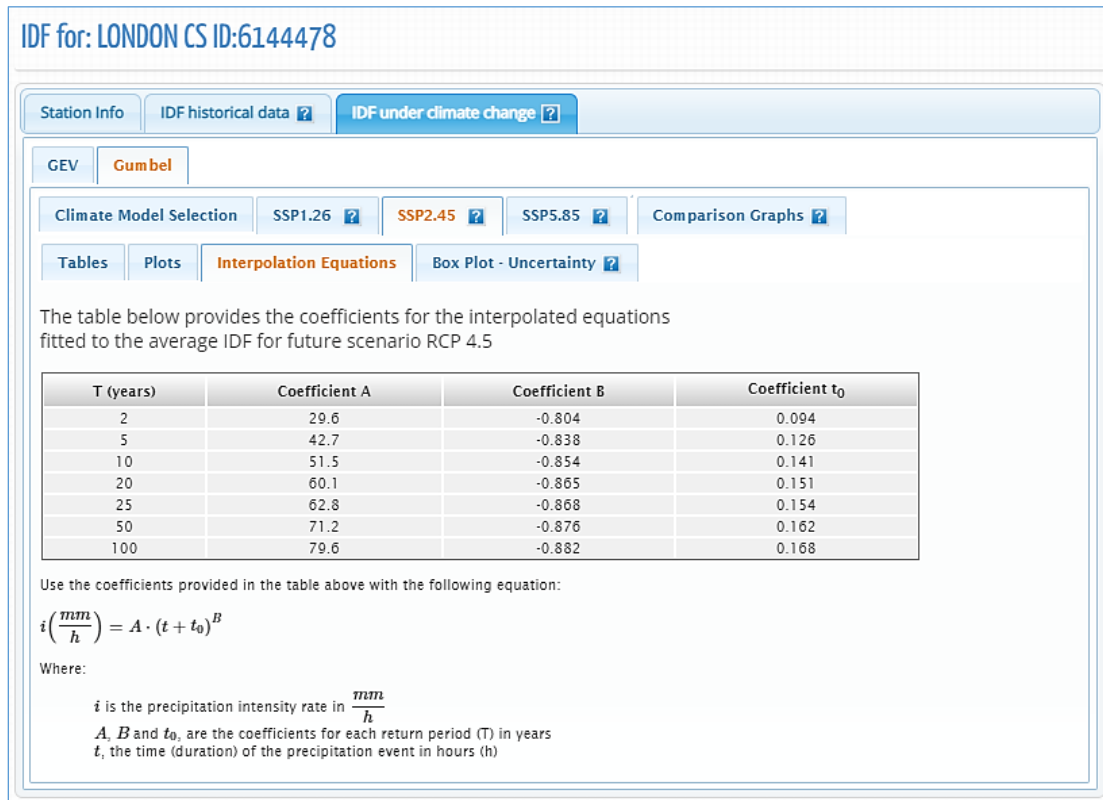 IDF for: LONDON CS ID:6144478
Station Info IDF historical data ? IDF under climate change ?
GEV Gumbel
Climate Model Selection SSP1.26 ? SSP2.45 ? SSP5.85 ? Comparison Graphs ?
Tables Plots Interpolation Equations Box Plot - Uncertainty ?
The table below provides the coefficients for the interpolated equations
fitted to the average IDF for future scenario RCP 4.5
T (years) Coefficient A Coefficient B Coefficient t₀
2 29.6 -0.804 0.094
5 42.7 -0.838 0.126
10 51.5 -0.854 0.141
20 60.1 -0.865 0.151
25 62.8 -0.868 0.154
50 71.2 -0.876 0.162
100 79.6 -0.882 0.168
Use the coefficients provided in the table above with the following equation:
i(mm/h) = A · (t + t₀)ᴮ
Where:
i is the precipitation intensity rate in mm/h
A, B and t₀, are the coefficients for each return period (T) in years
t, the time (duration) of the precipitation event in hours (h)